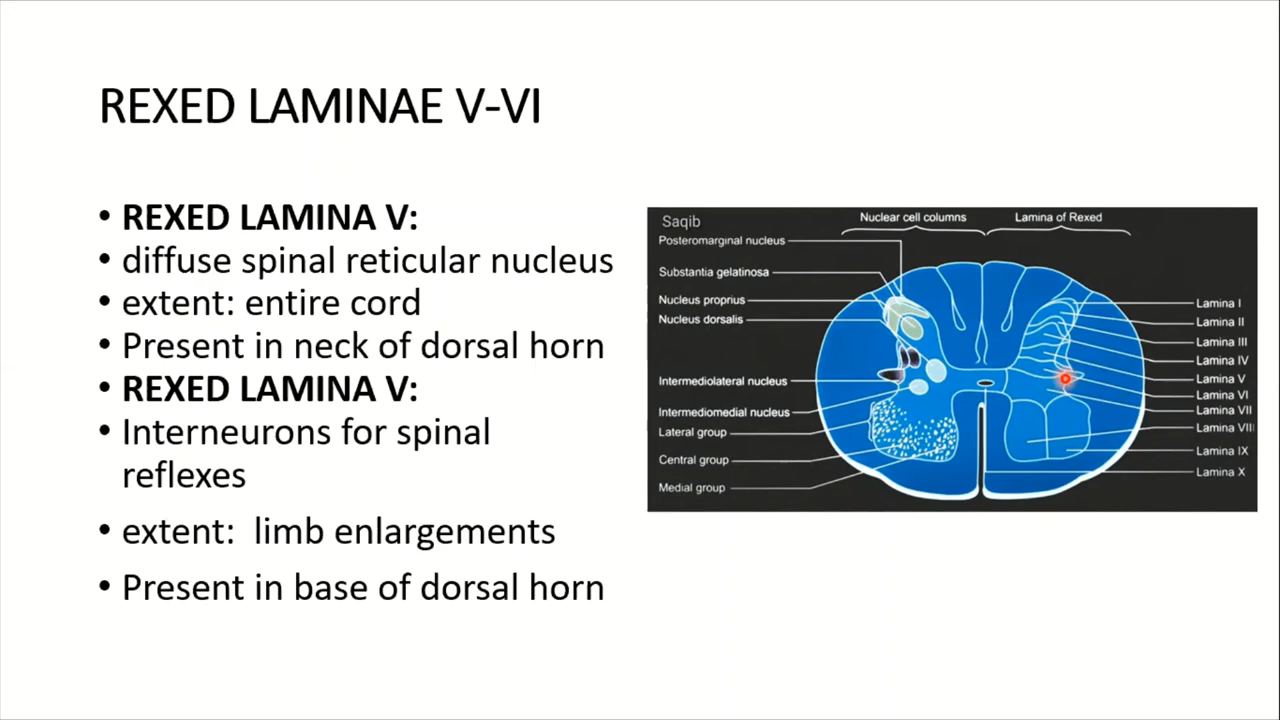 REXED LAMINAE V-VI
• REXED LAMINA V:
• diffuse spinal reticular nucleus
• extent: entire cord
• Present in neck of dorsal horn
• REXED LAMINA V:
• Interneurons for spinal
reflexes
• extent:  limb enlargements
• Present in base of dorsal horn
Saqib
Nuclear cell columns
Lamina of Rexed
Posteromarginal nucleus
Substantia gelatinosa
Nucleus proprius
Nucleus dorsalis
Intermediolateral nucleus
Intermediomedial nucleus
Lateral group
Central group
Medial group
Lamina I
Lamina II
Lamina III
Lamina IV
Lamina V
Lamina VI
Lamina VII
Lamina VIII
Lamina IX
Lamina X